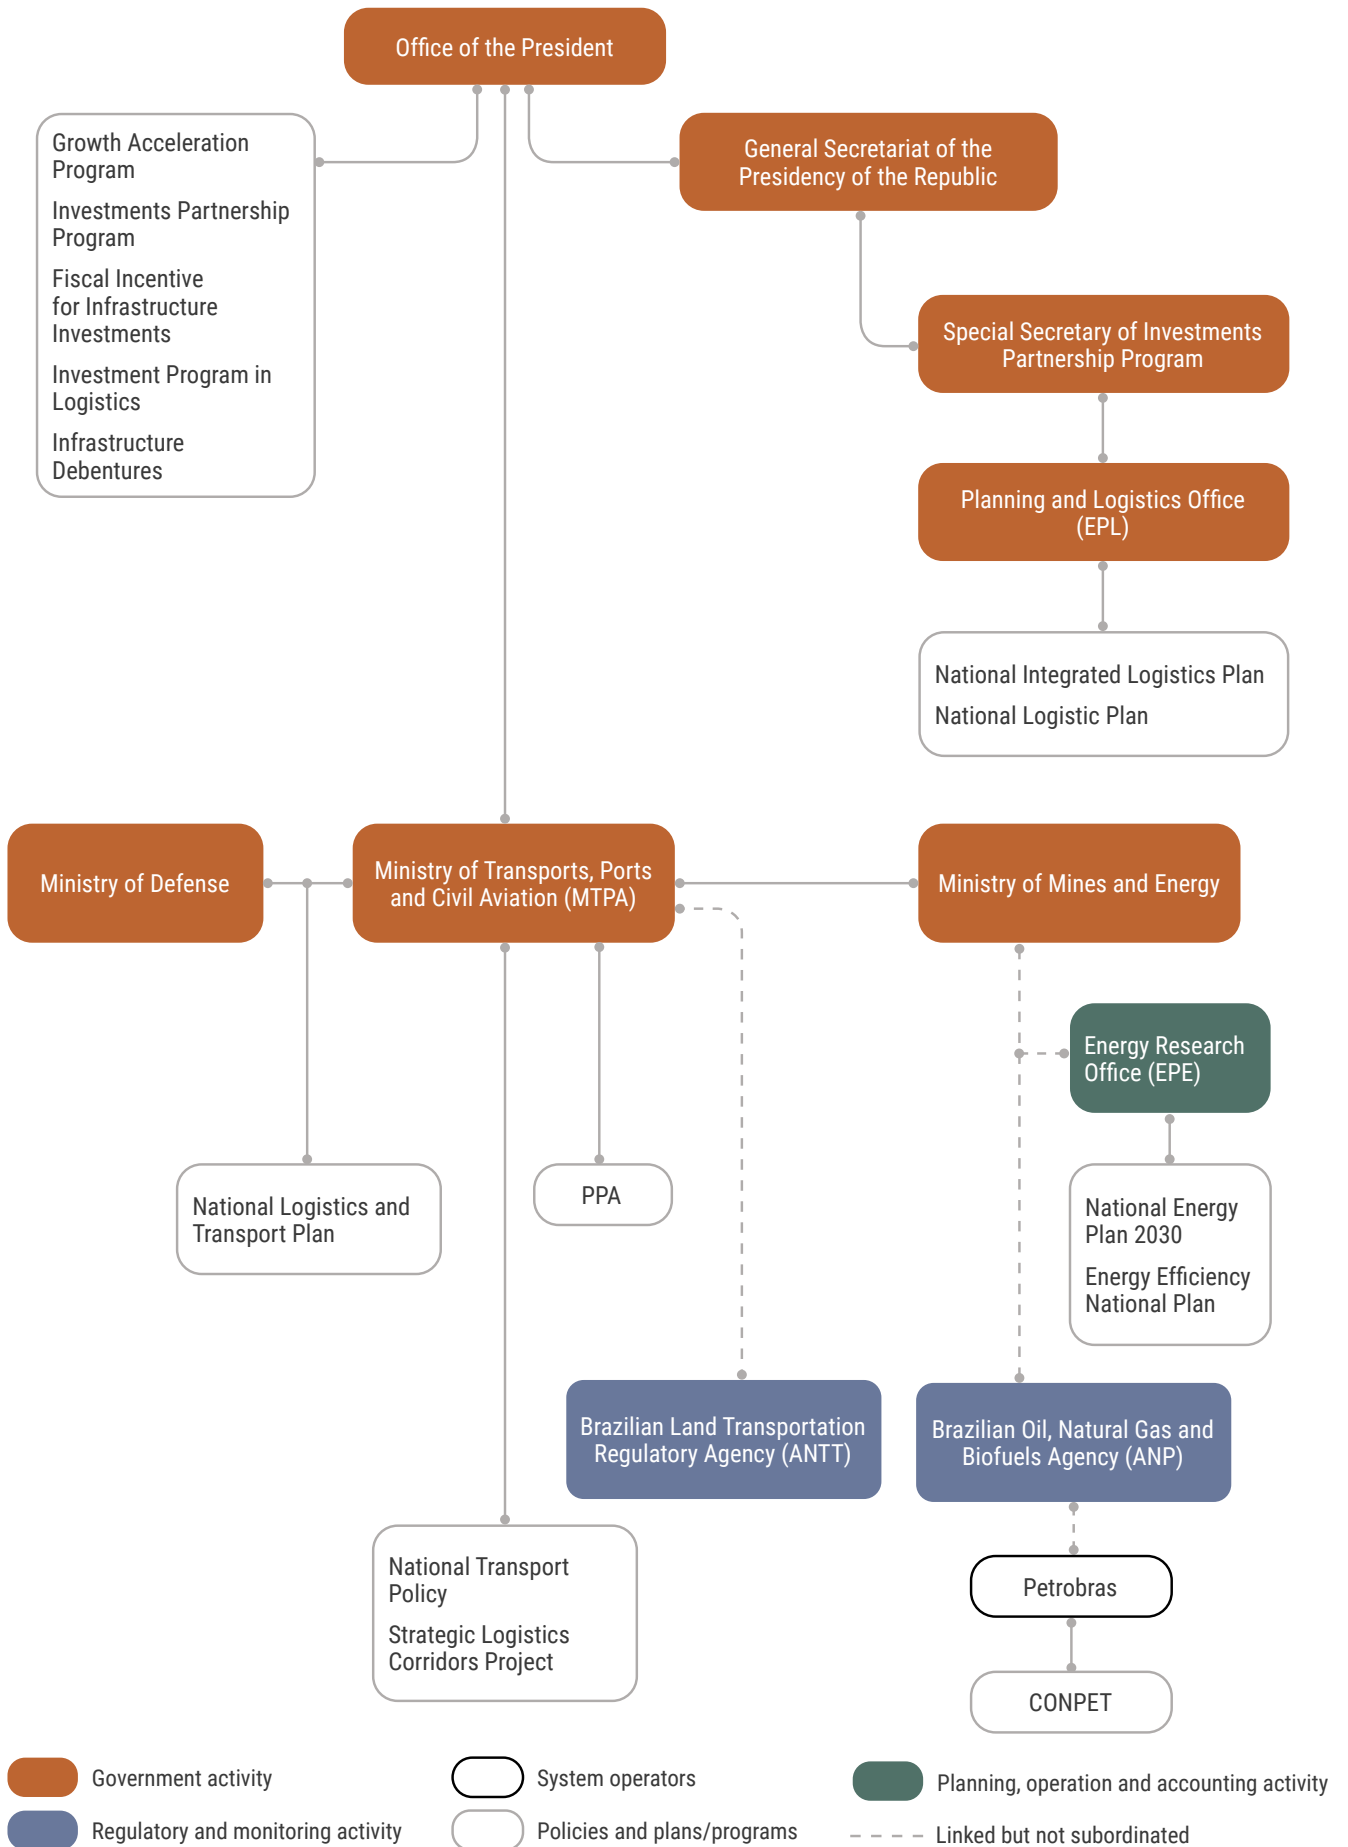 Office of the President
Growth Acceleration
Program
Investments Partnership
Program
Fiscal Incentive
for Infrastructure
Investments
Investment Program in
Logistics
Infrastructure
Debentures
General Secretariat of the
Presidency of the Republic
Special Secretary of Investments
Partnership Program
Planning and Logistics Office
(EPL)
National Integrated Logistics Plan
National Logistic Plan
Ministry of Defense
Ministry of Transports, Ports
and Civil Aviation (MTPA)
Ministry of Mines and Energy
Energy Research
Office (EPE)
National Logistics and
Transport Plan
PPA
National Energy
Plan 2030
Energy Efficiency
National Plan
Brazilian Land Transportation
Regulatory Agency (ANTT)
Brazilian Oil, Natural Gas and
Biofuels Agency (ANP)
National Transport
Policy
Strategic Logistics
Corridors Project
Petrobras
CONPET
Government activity
System operators
Planning, operation and accounting activity
Regulatory and monitoring activity
Policies and plans/programs
Linked but not subordinated